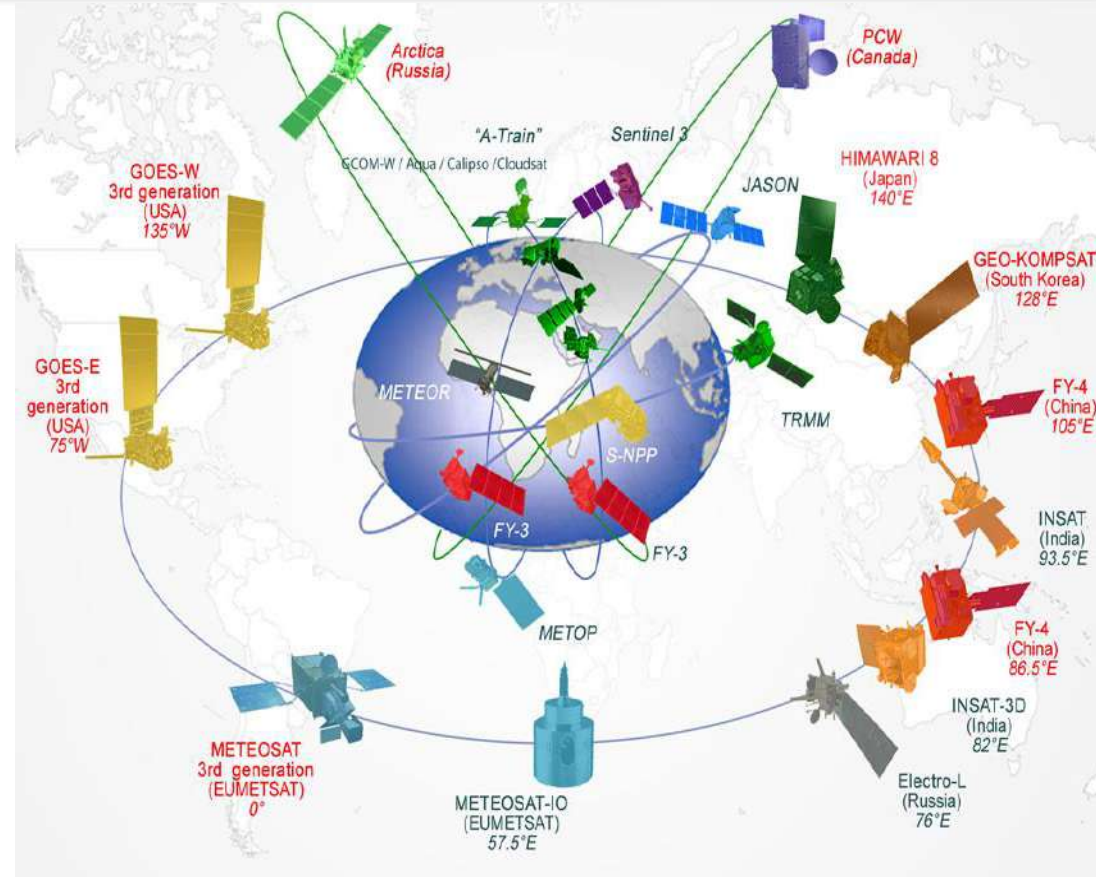 Arctica
(Russia)
PCW
(Canada)
"A-Train"
GCOM-W / Aqua / Calipso /Cloudsat
Sentinel 3
JASON
HIMAWARI 8
(Japan)
140°E
GOES-W
3rd generation
(USA)
135°W
GEO-KOMPSAT
(South Korea)
128°E
GOES-E
3rd
generation
(USA)
75°W
METEOR
TRMM
FY-4
(China)
105°E
S-NPP
INSAT
(India)
93.5°E
FY-3
FY-3
METOP
FY-4
(China)
86.5°E
INSAT-3D
(India)
82°E
METEOSAT
3rd generation
(EUMETSAT)
0°
Electro-L
(Russia)
76°E
METEOSAT-IO
(EUMETSAT)
57.5°E